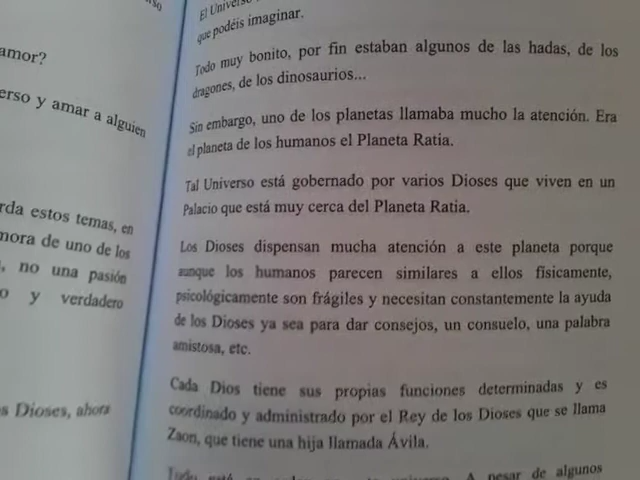 rso
amor?
erso y amar a alguien
rda estos temas, en
mora de uno de los
, no una pasión
o y verdadero
s Dioses, ahora
El Universo
que podéis imaginar.
Todo muy bonito, por fin estaban algunos de las hadas, de los
dragones, de los dinosaurios...
Sin embargo, uno de los planetas llamaba mucho la atención. Era
el planeta de los humanos el Planeta Ratia.
Tal Universo está gobernado por varios Dioses que viven en un
Palacio que está muy cerca del Planeta Ratia.
Los Dioses dispensan mucha atención a este planeta porque
aunque los humanos parecen similares a ellos físicamente,
psicológicamente son frágiles y necesitan constantemente la ayuda
de los Dioses ya sea para dar consejos, un consuelo, una palabra
amistosa, etc.
Cada Dios tiene sus propias funciones determinadas y es
coordinado y administrado por el Rey de los Dioses que se llama
Zaon, que tiene una hija llamada Ávila.
A pesar de algunos